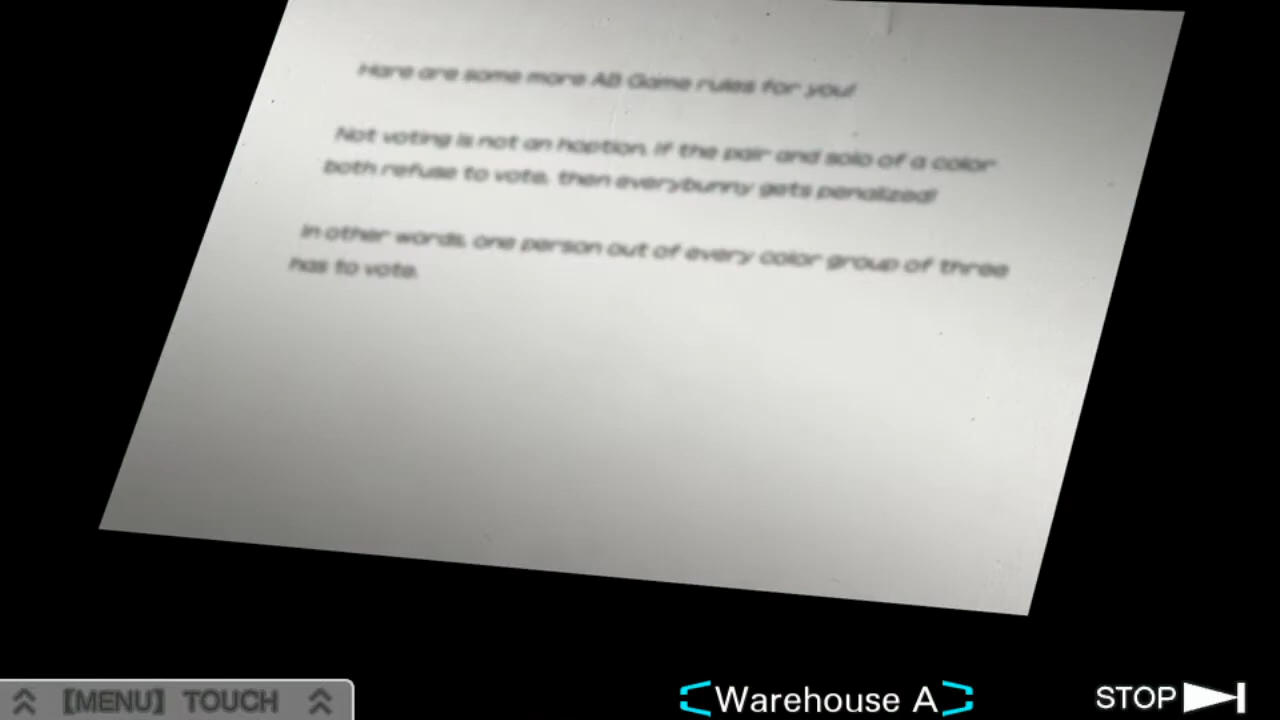 Hare are some more AB Game rules for you!
Not voting is not an hoption. If the pair and solo of a color
both refuse to vote, then everybunny gets penalized!
In other words, one person out of every color group of three
has to vote.
[MENU] TOUCH
Warehouse A
STOP